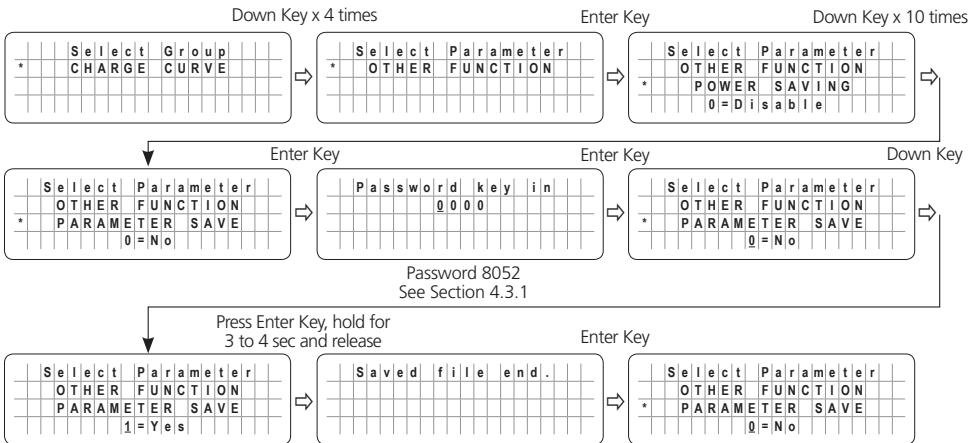 Down Key x 4 times
Enter Key
Down Key x 10 times
Select Group
* CHARGE CURVE
Select Parameter
* OTHER FUNCTION
Select Parameter
OTHER FUNCTION
* POWER SAVING
0=Disable
Enter Key
Enter Key
Down Key
Select Parameter
OTHER FUNCTION
* PARAMETER SAVE
0=No
Password key in
0000
Select Parameter
OTHER FUNCTION
* PARAMETER SAVE
0=No
Password 8052
See Section 4.3.1
Press Enter Key, hold for
3 to 4 sec and release
Enter Key
Select Parameter
OTHER FUNCTION
PARAMETER SAVE
1=Yes
Saved file end.
Select Parameter
OTHER FUNCTION
* PARAMETER SAVE
0=No